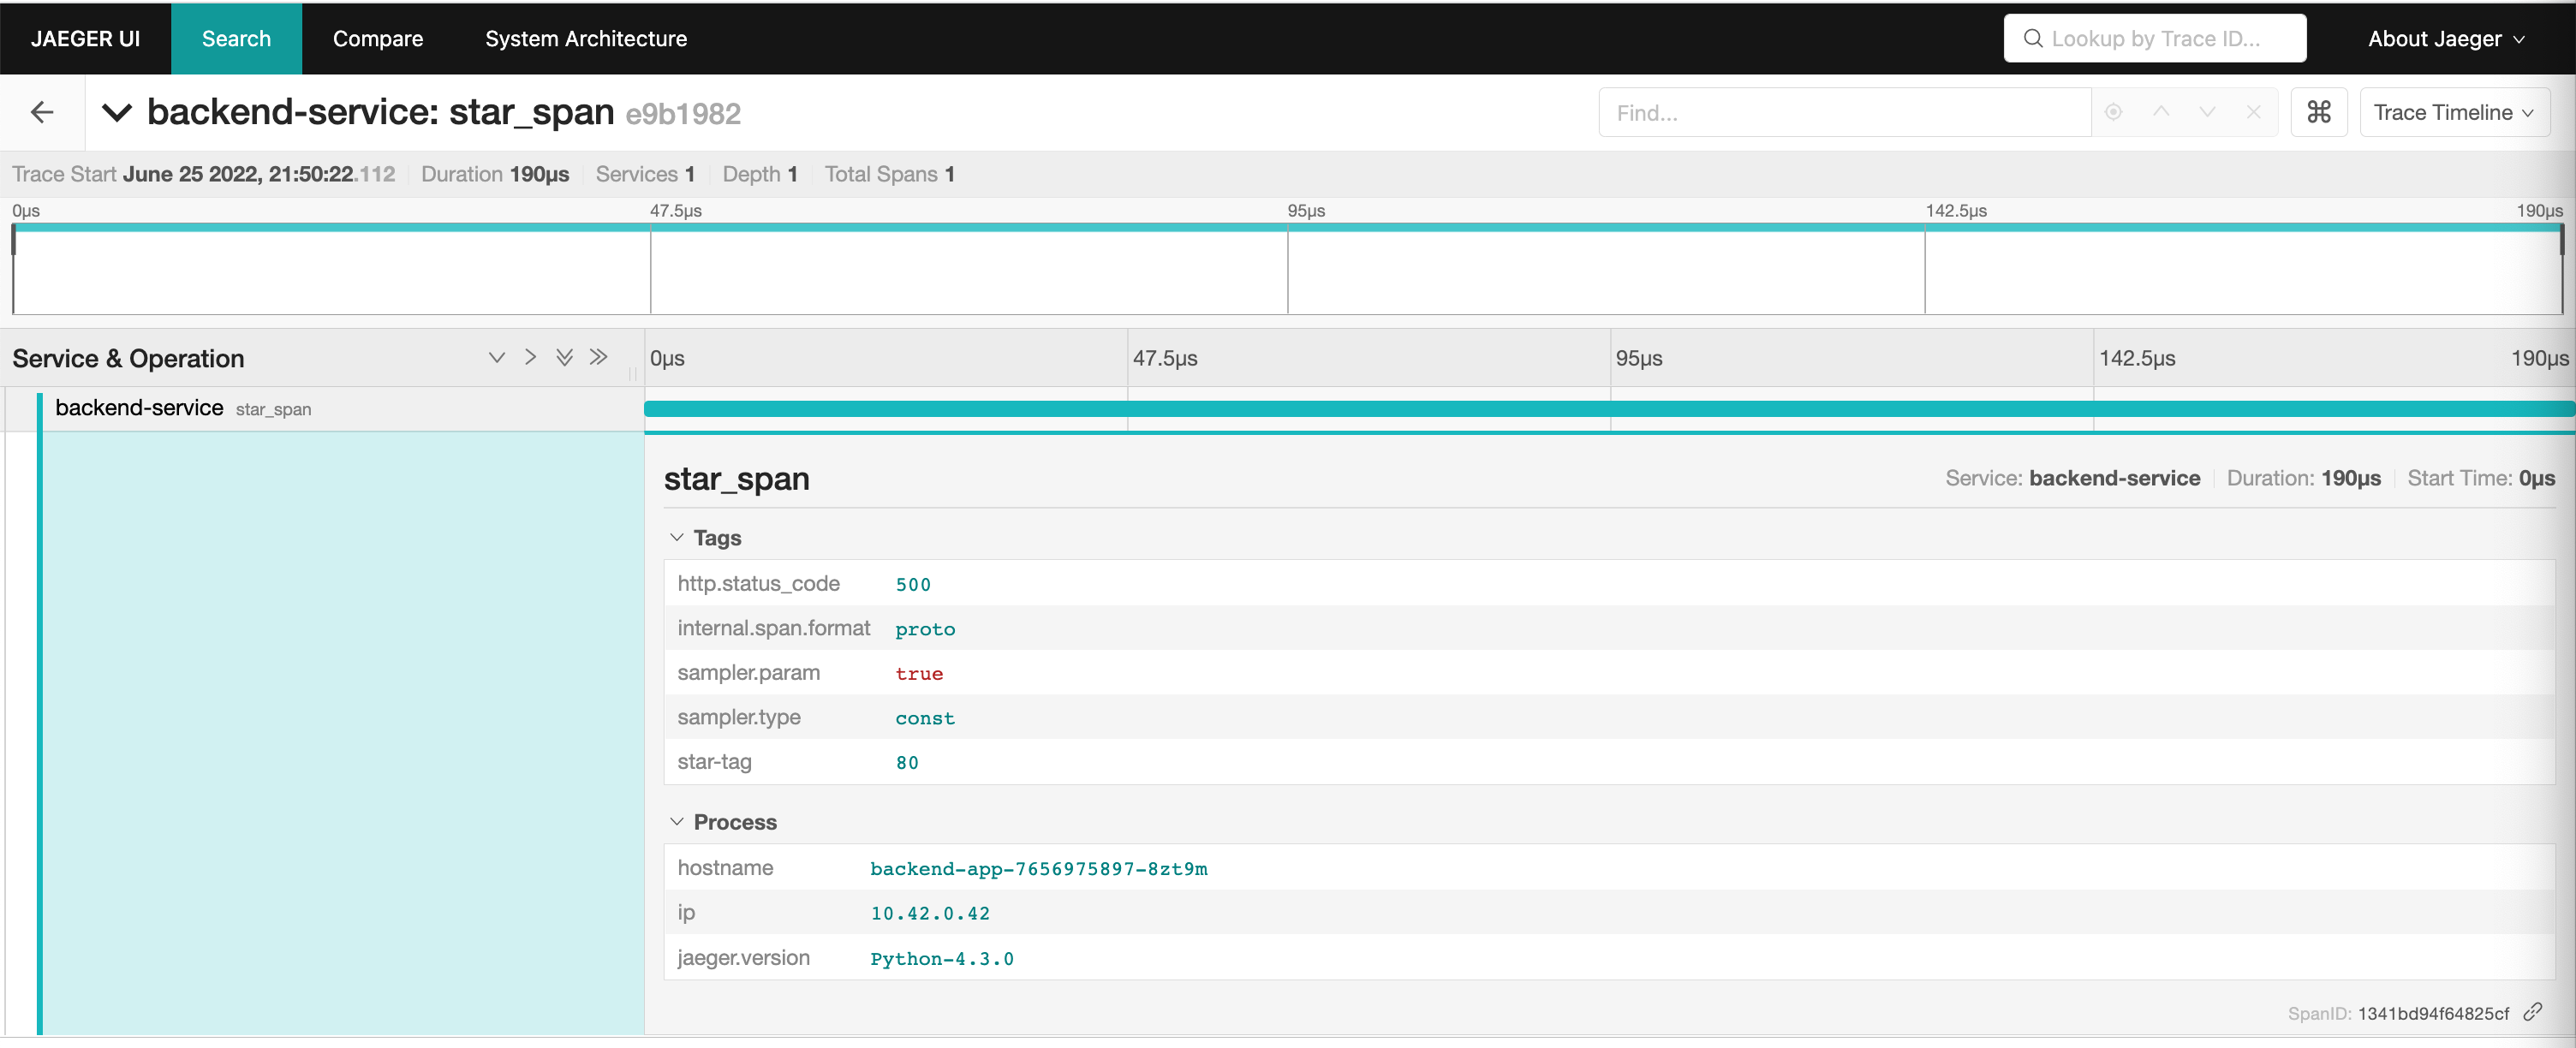 JAEGER UI Search Compare System Architecture Lookup by Trace ID... About Jaeger
backend-service: star_span e9b1982 Find... Trace Timeline
Trace Start June 25 2022, 21:50:22.112 Duration 190μs Services 1 Depth 1 Total Spans 1
0μs 47.5μs 95μs 142.5μs 190μs
Service & Operation 0μs 47.5μs 95μs 142.5μs 190μs
backend-service star_span
star_span Service: backend-service Duration: 190μs Start Time: 0μs
Tags
http.status_code 500
internal.span.format proto
sampler.param true
sampler.type const
star-tag 80
Process
hostname backend-app-7656975897-8zt9m
ip 10.42.0.42
jaeger.version Python-4.3.0
SpanID: 1341bd94f64825cf